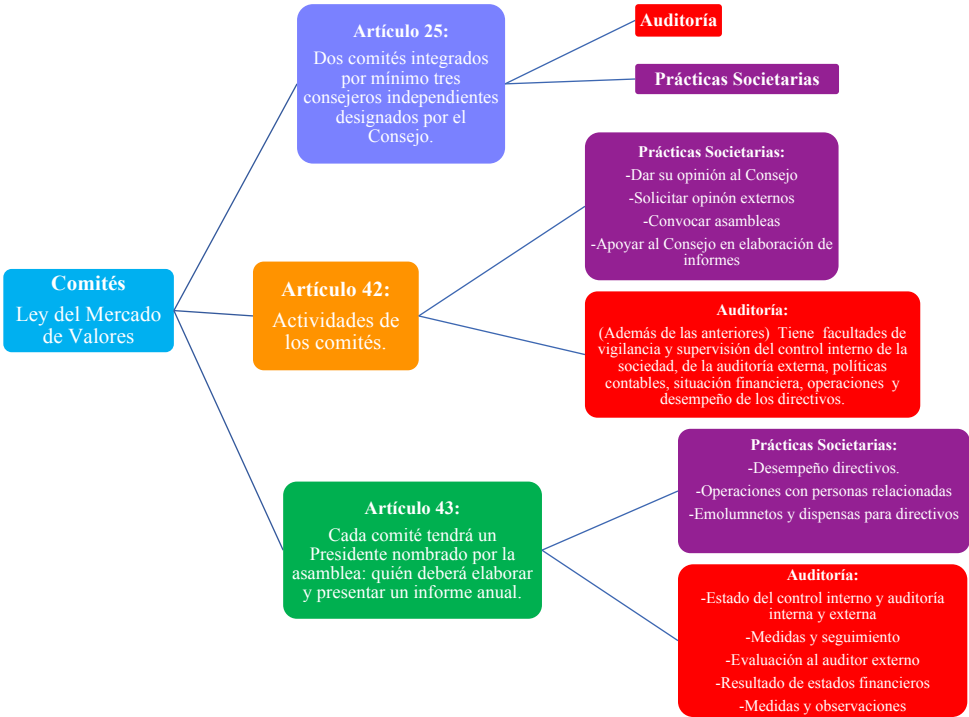 Comités
Ley del Mercado
de Valores
Artículo 25:
Dos comités integrados
por mínimo tres
consejeros independientes
designados por el
Consejo.
Auditoría
Prácticas Societarias
Artículo 42:
Actividades de
los comités.
Prácticas Societarias:
-Dar su opinión al Consejo
-Solicitar opinón externos
-Convocar asambleas
-Apoyar al Consejo en elaboración de
informes
Auditoría:
(Además de las anteriores) Tiene facultades de
vigilancia y supervisión del control interno de la
sociedad, de la auditoría externa, políticas
contables, situación financiera, operaciones y
desempeño de los directivos.
Artículo 43:
Cada comité tendrá un
Presidente nombrado por la
asamblea: quién deberá elaborar
y presentar un informe anual.
Prácticas Societarias:
-Desempeño directivos.
-Operaciones con personas relacionadas
-Emolumnetos y dispensas para directivos
Auditoría:
-Estado del control interno y auditoría
interna y externa
-Medidas y seguimiento
-Evaluación al auditor externo
-Resultado de estados financieros
-Medidas y observaciones